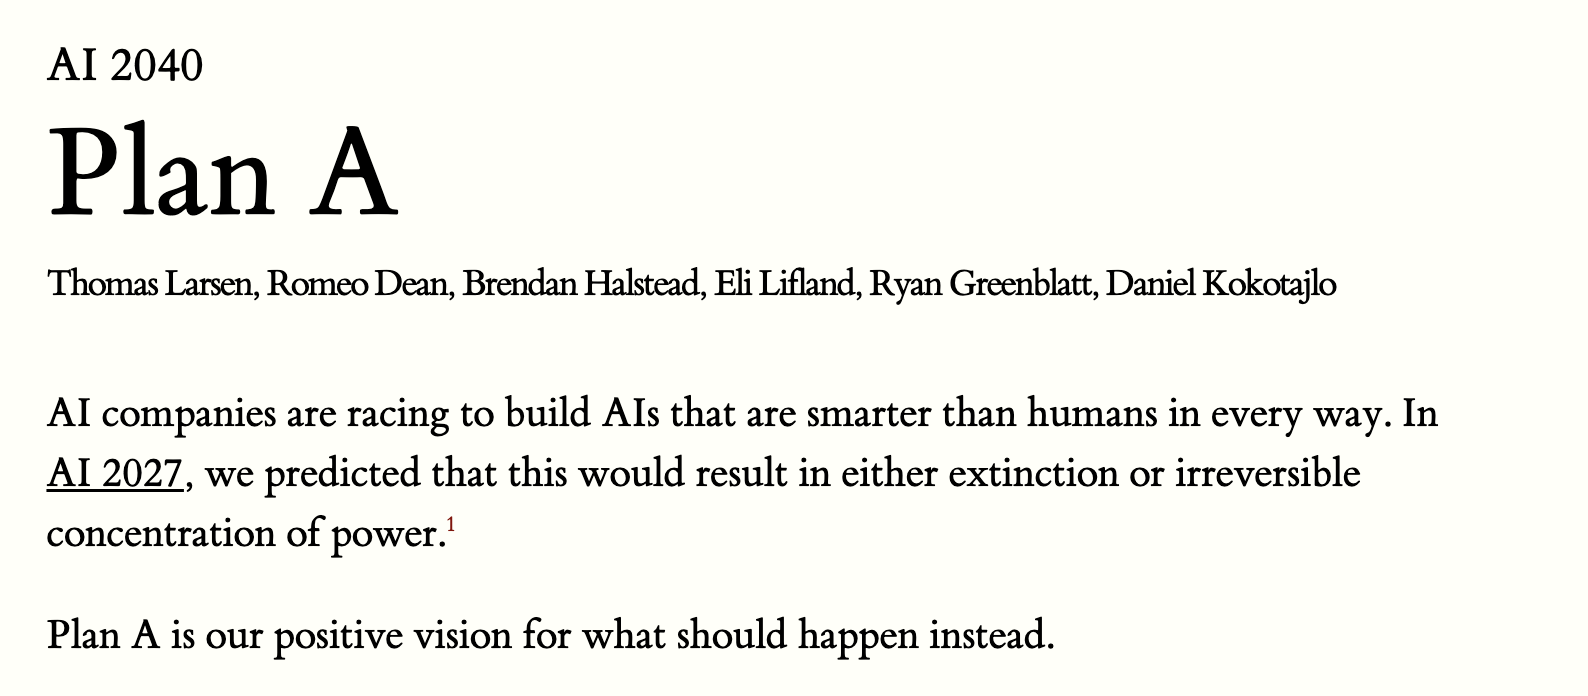 AI 2040
Plan A
Thomas Larsen, Romeo Dean, Brendan Halstead, Eli Lifland, Ryan Greenblatt, Daniel Kokotajlo
AI companies are racing to build AIs that are smarter than humans in every way. In
AI 2027, we predicted that this would result in either extinction or irreversible
concentration of power.1
Plan A is our positive vision for what should happen instead.